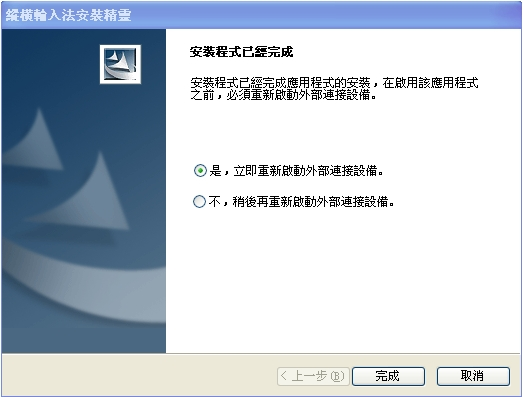 縱橫輸入法安裝精靈
安裝程式已經完成
安裝程式已經完成應用程式的安裝，在啟用該應用程式
之前，必須重新啟動外部連接設備。
是，立即重新啟動外部連接設備。
不，稍後再重新啟動外部連接設備。
< 上一步(B) 完成 取消